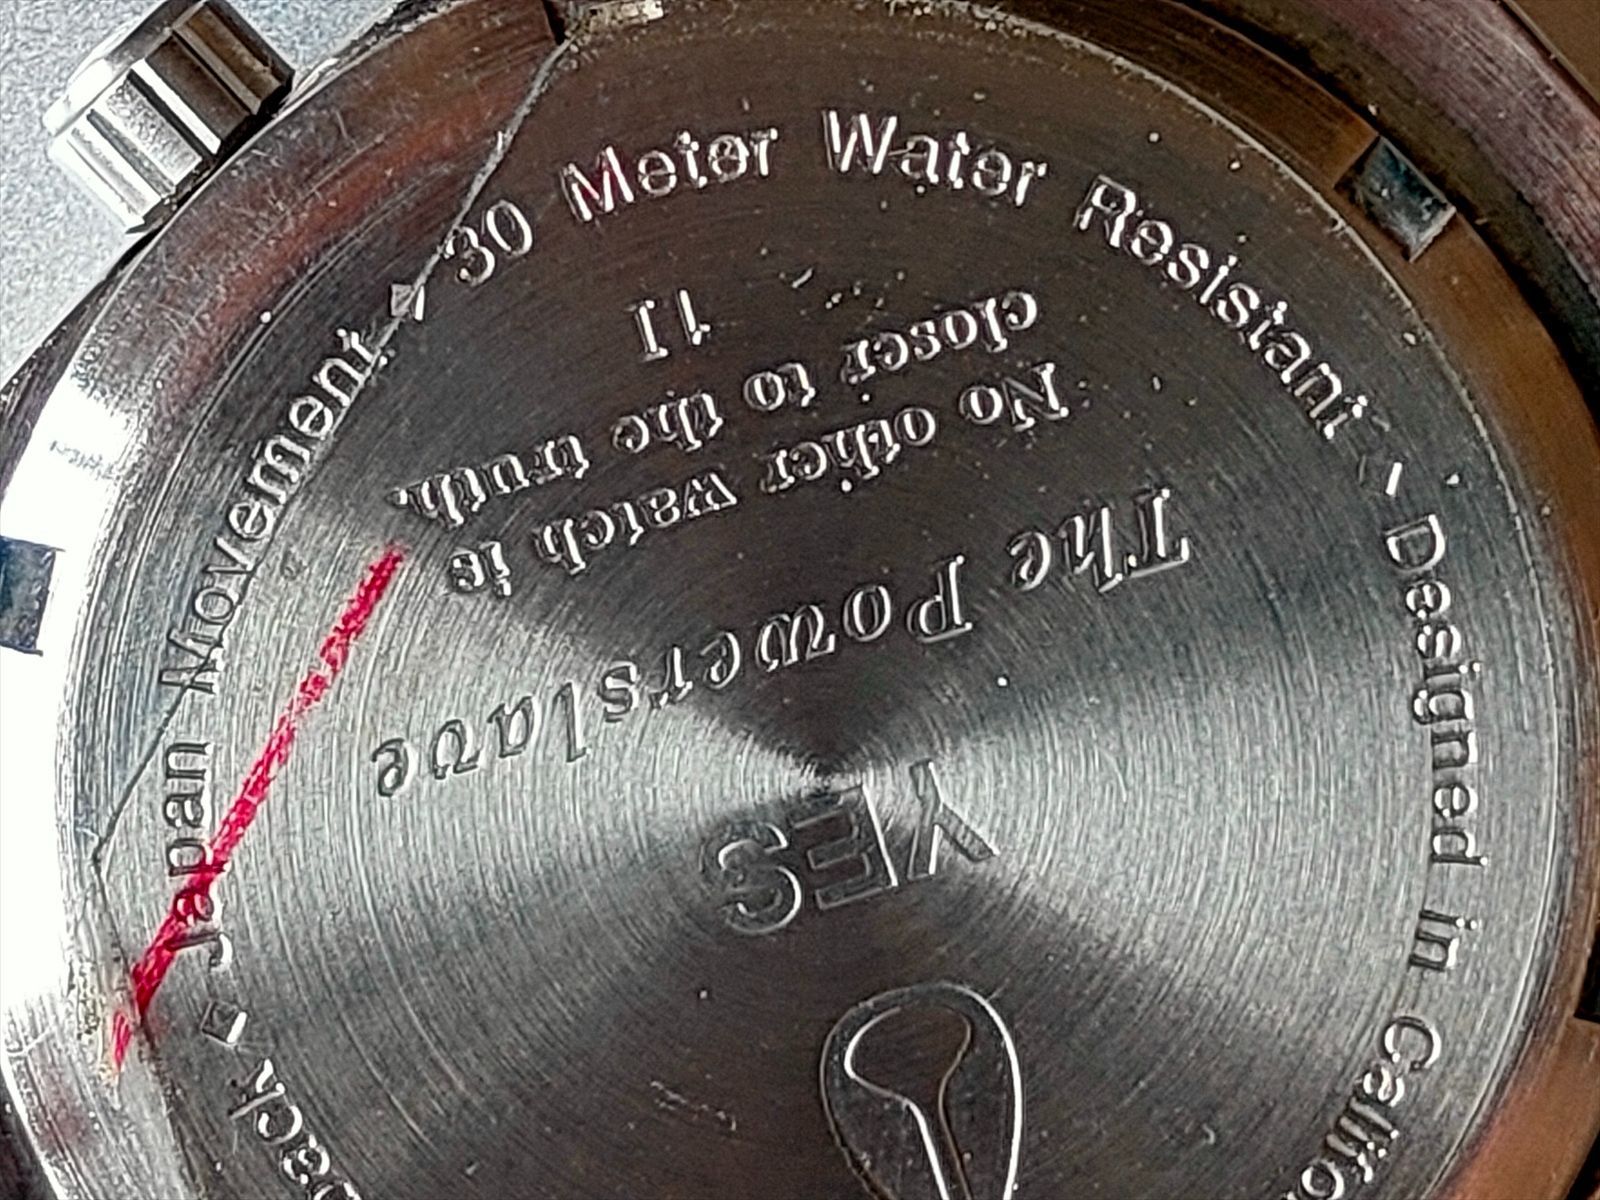 Japan Movement ▫ 30 Meter Water Resistant - Designed in Califor
YES
The Powerslave
No other watch is
closer to the truth.
11